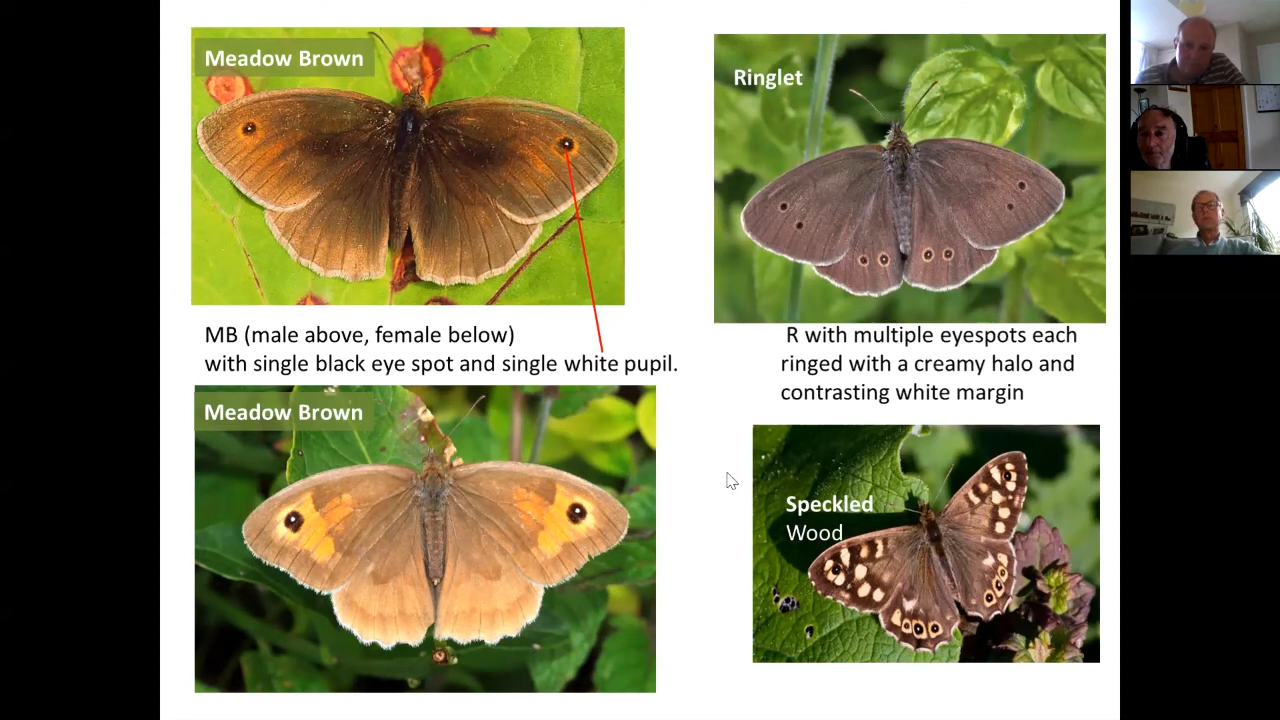 Meadow Brown
Ringlet
MB (male above, female below)
with single black eye spot and single white pupil.
R with multiple eyespots each
ringed with a creamy halo and
contrasting white margin
Meadow Brown
Speckled
Wood